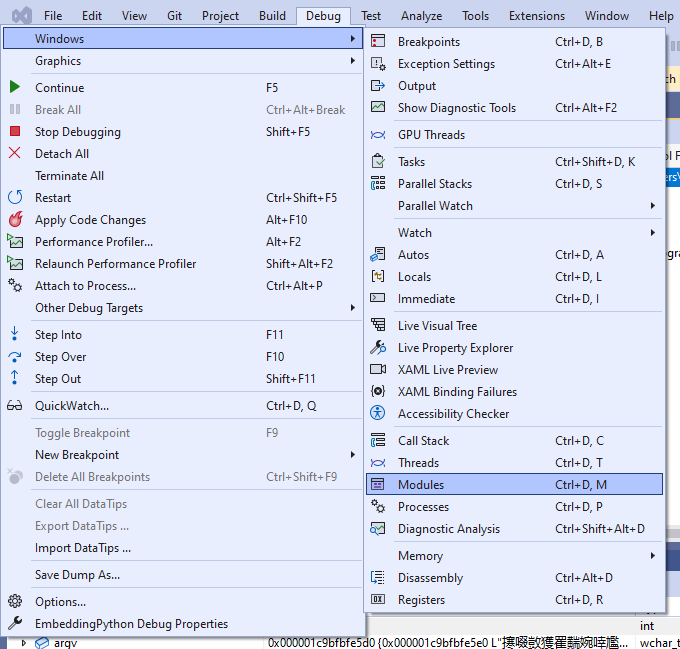 File Edit View Git Project Build Debug Test Analyze Tools Extensions Window Help
Windows
Graphics
Continue F5
Break All Ctrl+Alt+Break
Stop Debugging Shift+F5
Detach All
Terminate All
Restart Ctrl+Shift+F5
Apply Code Changes Alt+F10
Performance Profiler... Alt+F2
Relaunch Performance Profiler Shift+Alt+F2
Attach to Process... Ctrl+Alt+P
Other Debug Targets
Step Into F11
Step Over F10
Step Out Shift+F11
QuickWatch... Ctrl+D, Q
Toggle Breakpoint F9
New Breakpoint
Delete All Breakpoints Ctrl+Shift+F9
Clear All DataTips
Export DataTips ...
Import DataTips ...
Save Dump As...
Options...
EmbeddingPython Debug Properties
Breakpoints Ctrl+D, B
Exception Settings Ctrl+Alt+E
Output
Show Diagnostic Tools Ctrl+Alt+F2
GPU Threads
Tasks Ctrl+Shift+D, K
Parallel Stacks Ctrl+D, S
Parallel Watch
Watch
Autos Ctrl+D, A
Locals Ctrl+D, L
Immediate Ctrl+D, I
Live Visual Tree
Live Property Explorer
XAML Live Preview
XAML Binding Failures
Accessibility Checker
Call Stack Ctrl+D, C
Threads Ctrl+D, T
Modules Ctrl+D, M
Processes Ctrl+D, P
Diagnostic Analysis Ctrl+Shift+Alt+D
Memory
Disassembly Ctrl+Alt+D
Registers Ctrl+D, R
int
argv 0x000001c9bfbfe5d0 {0x000001c9bfbfe5e0 L" wchar_t